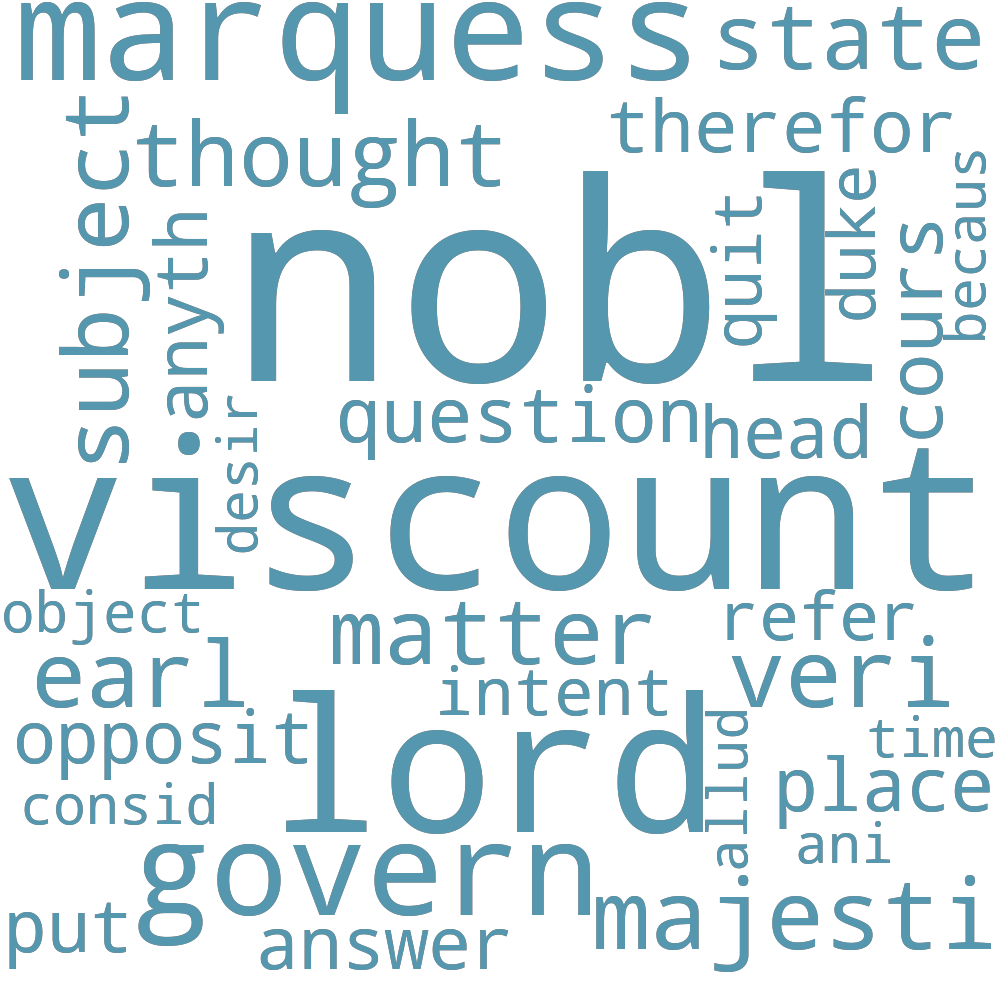 marquess
state
subject
thought
therefor
becaus
anyth
nobl
quit
duke
cours
desir
question
head
viscount
object
matter
refer
earl
intent
veri
opposit
lord
allud
time
consid
place
govern
ani
put
answer
majesti